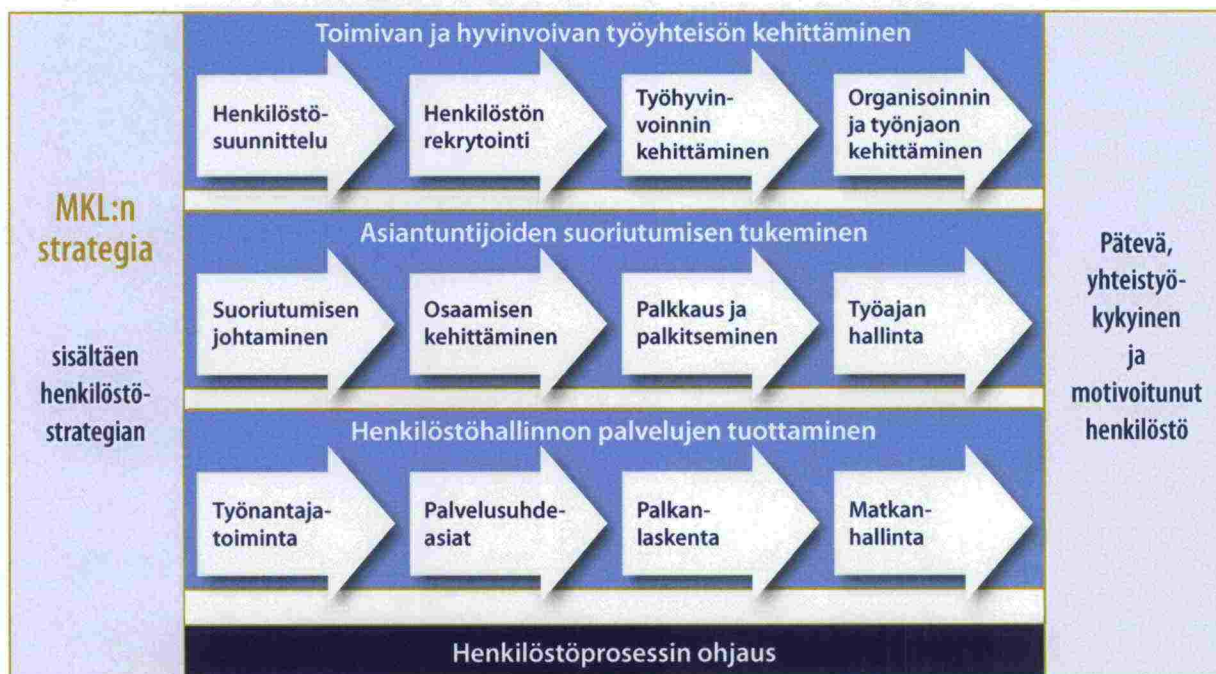 MKL:n
strategia
sisältäen
henkilöstö-
strategian
Toimivan ja hyvinvoivan työyhteisön kehittäminen
Henkilöstö-
suunnittelu
Henkilöstön
rekrytointi
Työhyvin-
voinnin
kehittäminen
Organisoinnin
ja työnjaon
kehittäminen
Asiantuntijoiden suoriutumisen tukeminen
Suoriutumisen
johtaminen
Osaamisen
kehittäminen
Palkkaus ja
palkitseminen
Työajan
hallinta
Henkilöstöhallinnon palvelujen tuottaminen
Työnantaja-
toiminta
Palvelusuhde-
asiat
Palkan-
laskenta
Matkan-
hallinta
Henkilöstöprosessin ohjaus
Pätevä,
yhteistyö-
kykyinen
ja
motivoitunut
henkilöstö